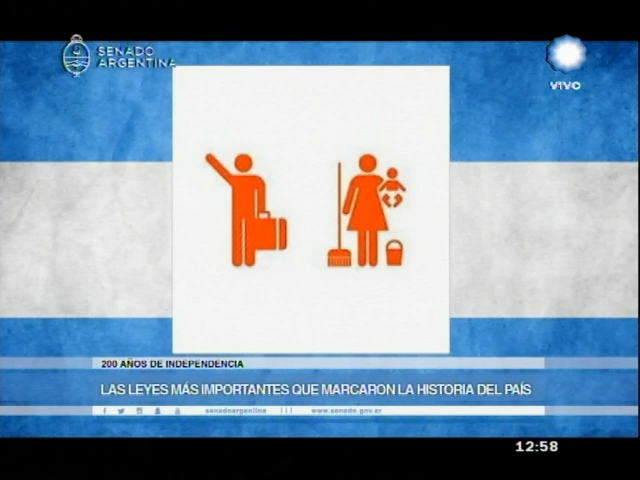 SENADO
ARGENTINA
VIVO
200 AÑOS DE INDEPENDENCIA
LAS LEYES MÁS IMPORTANTES QUE MARCARON LA HISTORIA DEL PAÍS
senadoargentina
www.senado.gov.ar
12:58